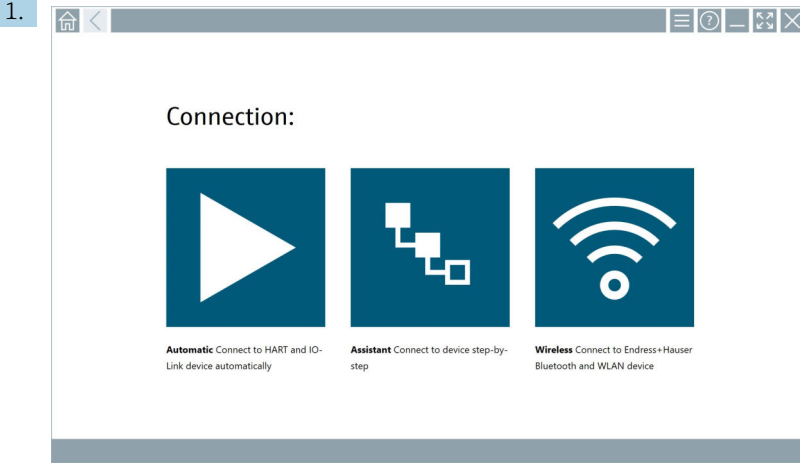 1.
?
Connection:
Automatic Connect to HART and IO-
Link device automatically
Assistant Connect to device step-by-
step
Wireless Connect to Endress+Hauser
Bluetooth and WLAN device